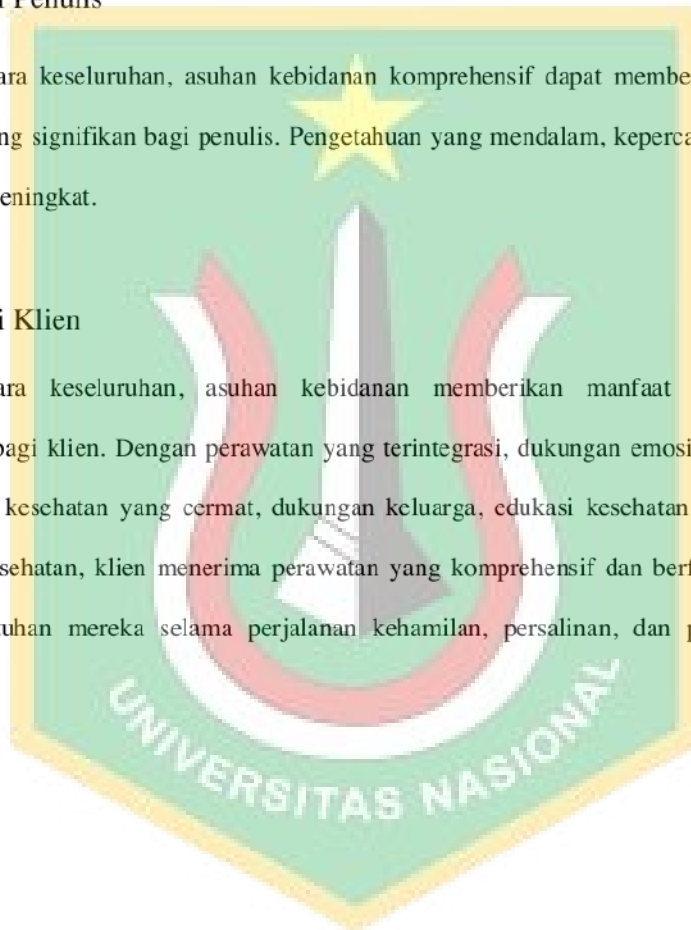 Penulis
ara keseluruhan, asuhan kebidanan komprehensif dapat membe
ng signifikan bagi penulis. Pengetahuan yang mendalam, keperca
eningkat.
i Klien
ara keseluruhan, asuhan kebidanan memberikan manfaat
bagi klien. Dengan perawatan yang terintegrasi, dukungan emosi
kesehatan yang cermat, dukungan keluarga, edukasi kesehatan
sehatan, klien menerima perawatan yang komprehensif dan berf
tuhan mereka selama perjalanan kehamilan, persalinan, dan p
UNIVERSITAS NASIONAL